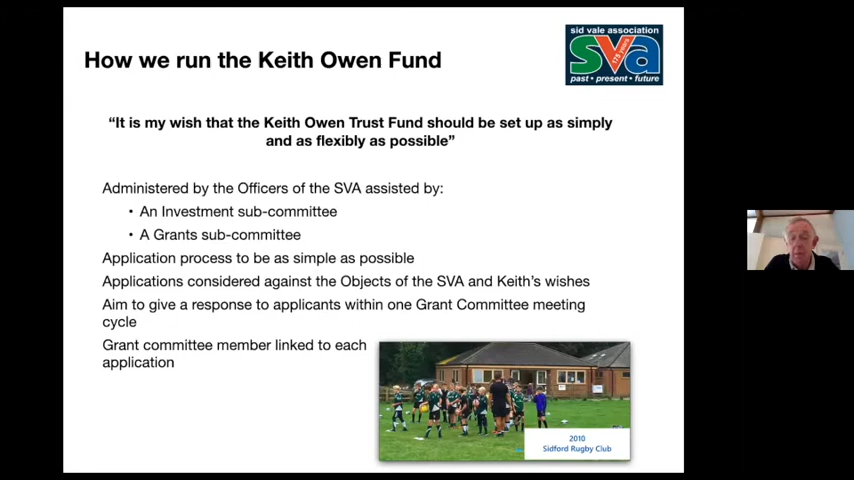 How we run the Keith Owen Fund
sid vale association
sva
175 years
past • present • future
“It is my wish that the Keith Owen Trust Fund should be set up as simply
and as flexibly as possible”
Administered by the Officers of the SVA assisted by:
• An Investment sub-committee
• A Grants sub-committee
Application process to be as simple as possible
Applications considered against the Objects of the SVA and Keith’s wishes
Aim to give a response to applicants within one Grant Committee meeting
cycle
Grant committee member linked to each
application
2010
Sidford Rugby Club